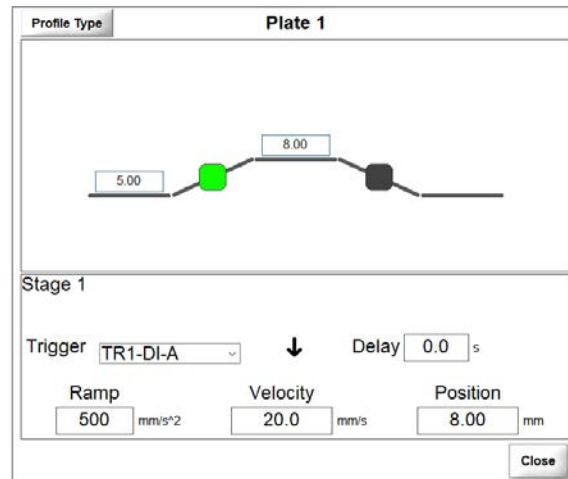 Profile Type
Plate 1
8.00
5.00
Stage 1
Trigger TR1-DI-A Delay 0.0 s
Ramp Velocity Position
500 mm/s^2 20.0 mm/s 8.00 mm
Close